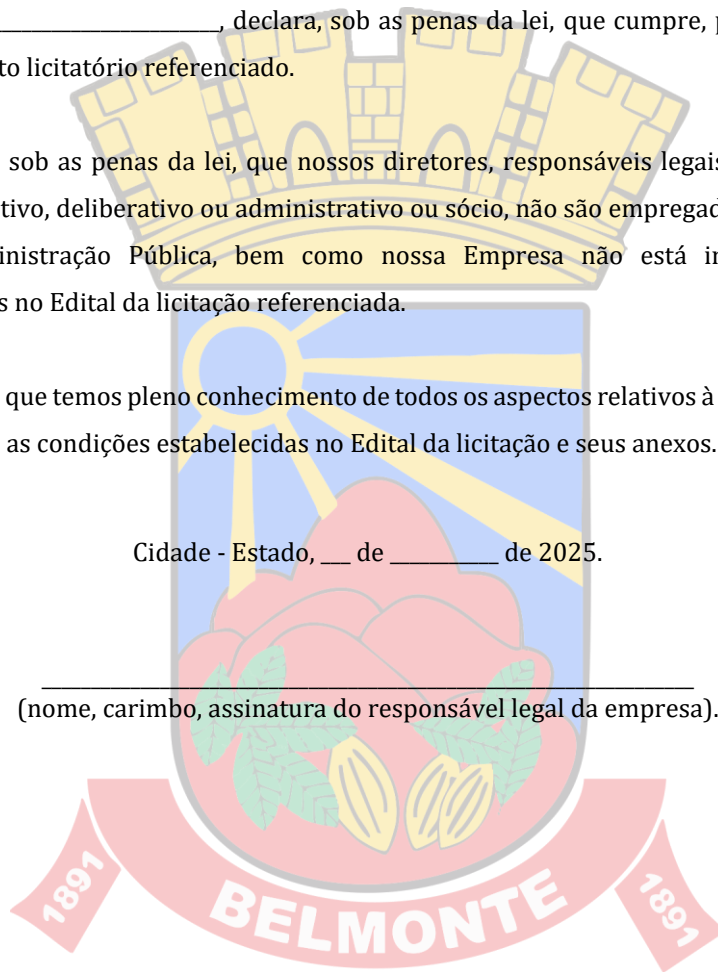 ______________________, declara, sob as penas da lei, que cumpre,
to licitatório referenciado.
sob as penas da lei, que nossos diretores, responsáveis legais
tivo, deliberativo ou administrativo ou sócio, não são empregad
inistração Pública, bem como nossa Empresa não está in
s no Edital da licitação referenciada.
que temos pleno conhecimento de todos os aspectos relativos à
as condições estabelecidas no Edital da licitação e seus anexos.
Cidade - Estado, ___ de __________ de 2025.
____________________________________________________________
(nome, carimbo, assinatura do responsável legal da empresa).
1891 BELMONTE 1891